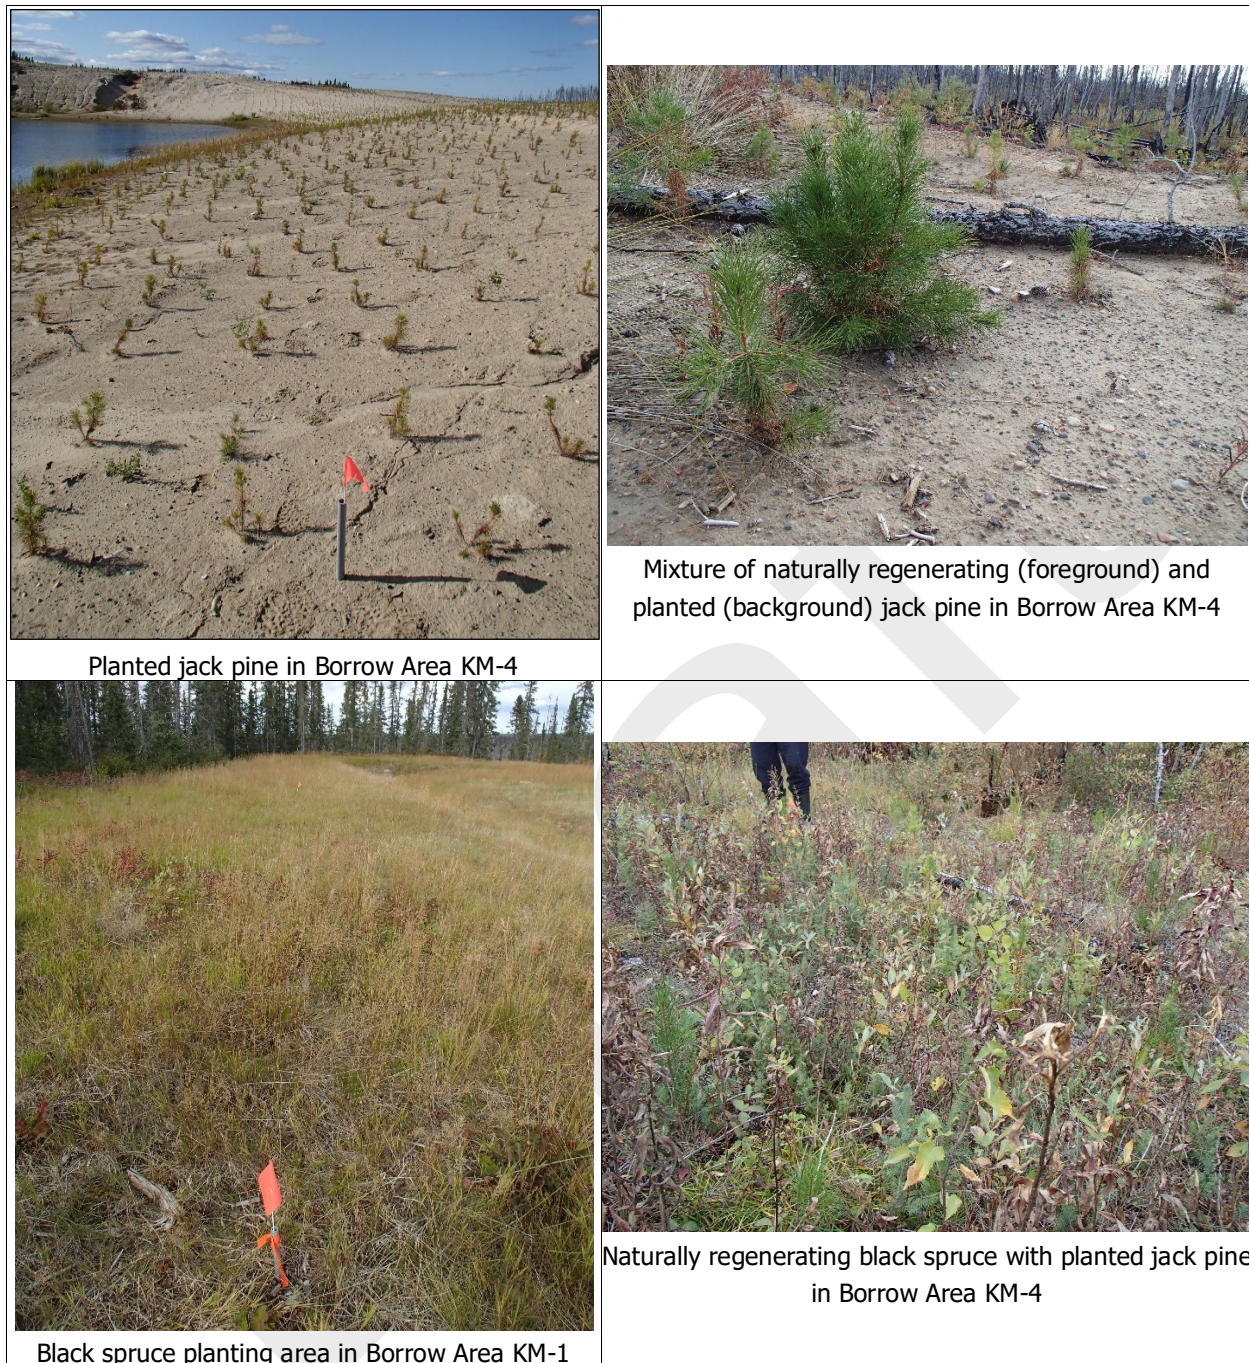 Planted jack pine in Borrow Area KM-4
Mixture of naturally regenerating (foreground) and
planted (background) jack pine in Borrow Area KM-4
Black spruce planting area in Borrow Area KM-1
Naturally regenerating black spruce with planted jack pine
in Borrow Area KM-4